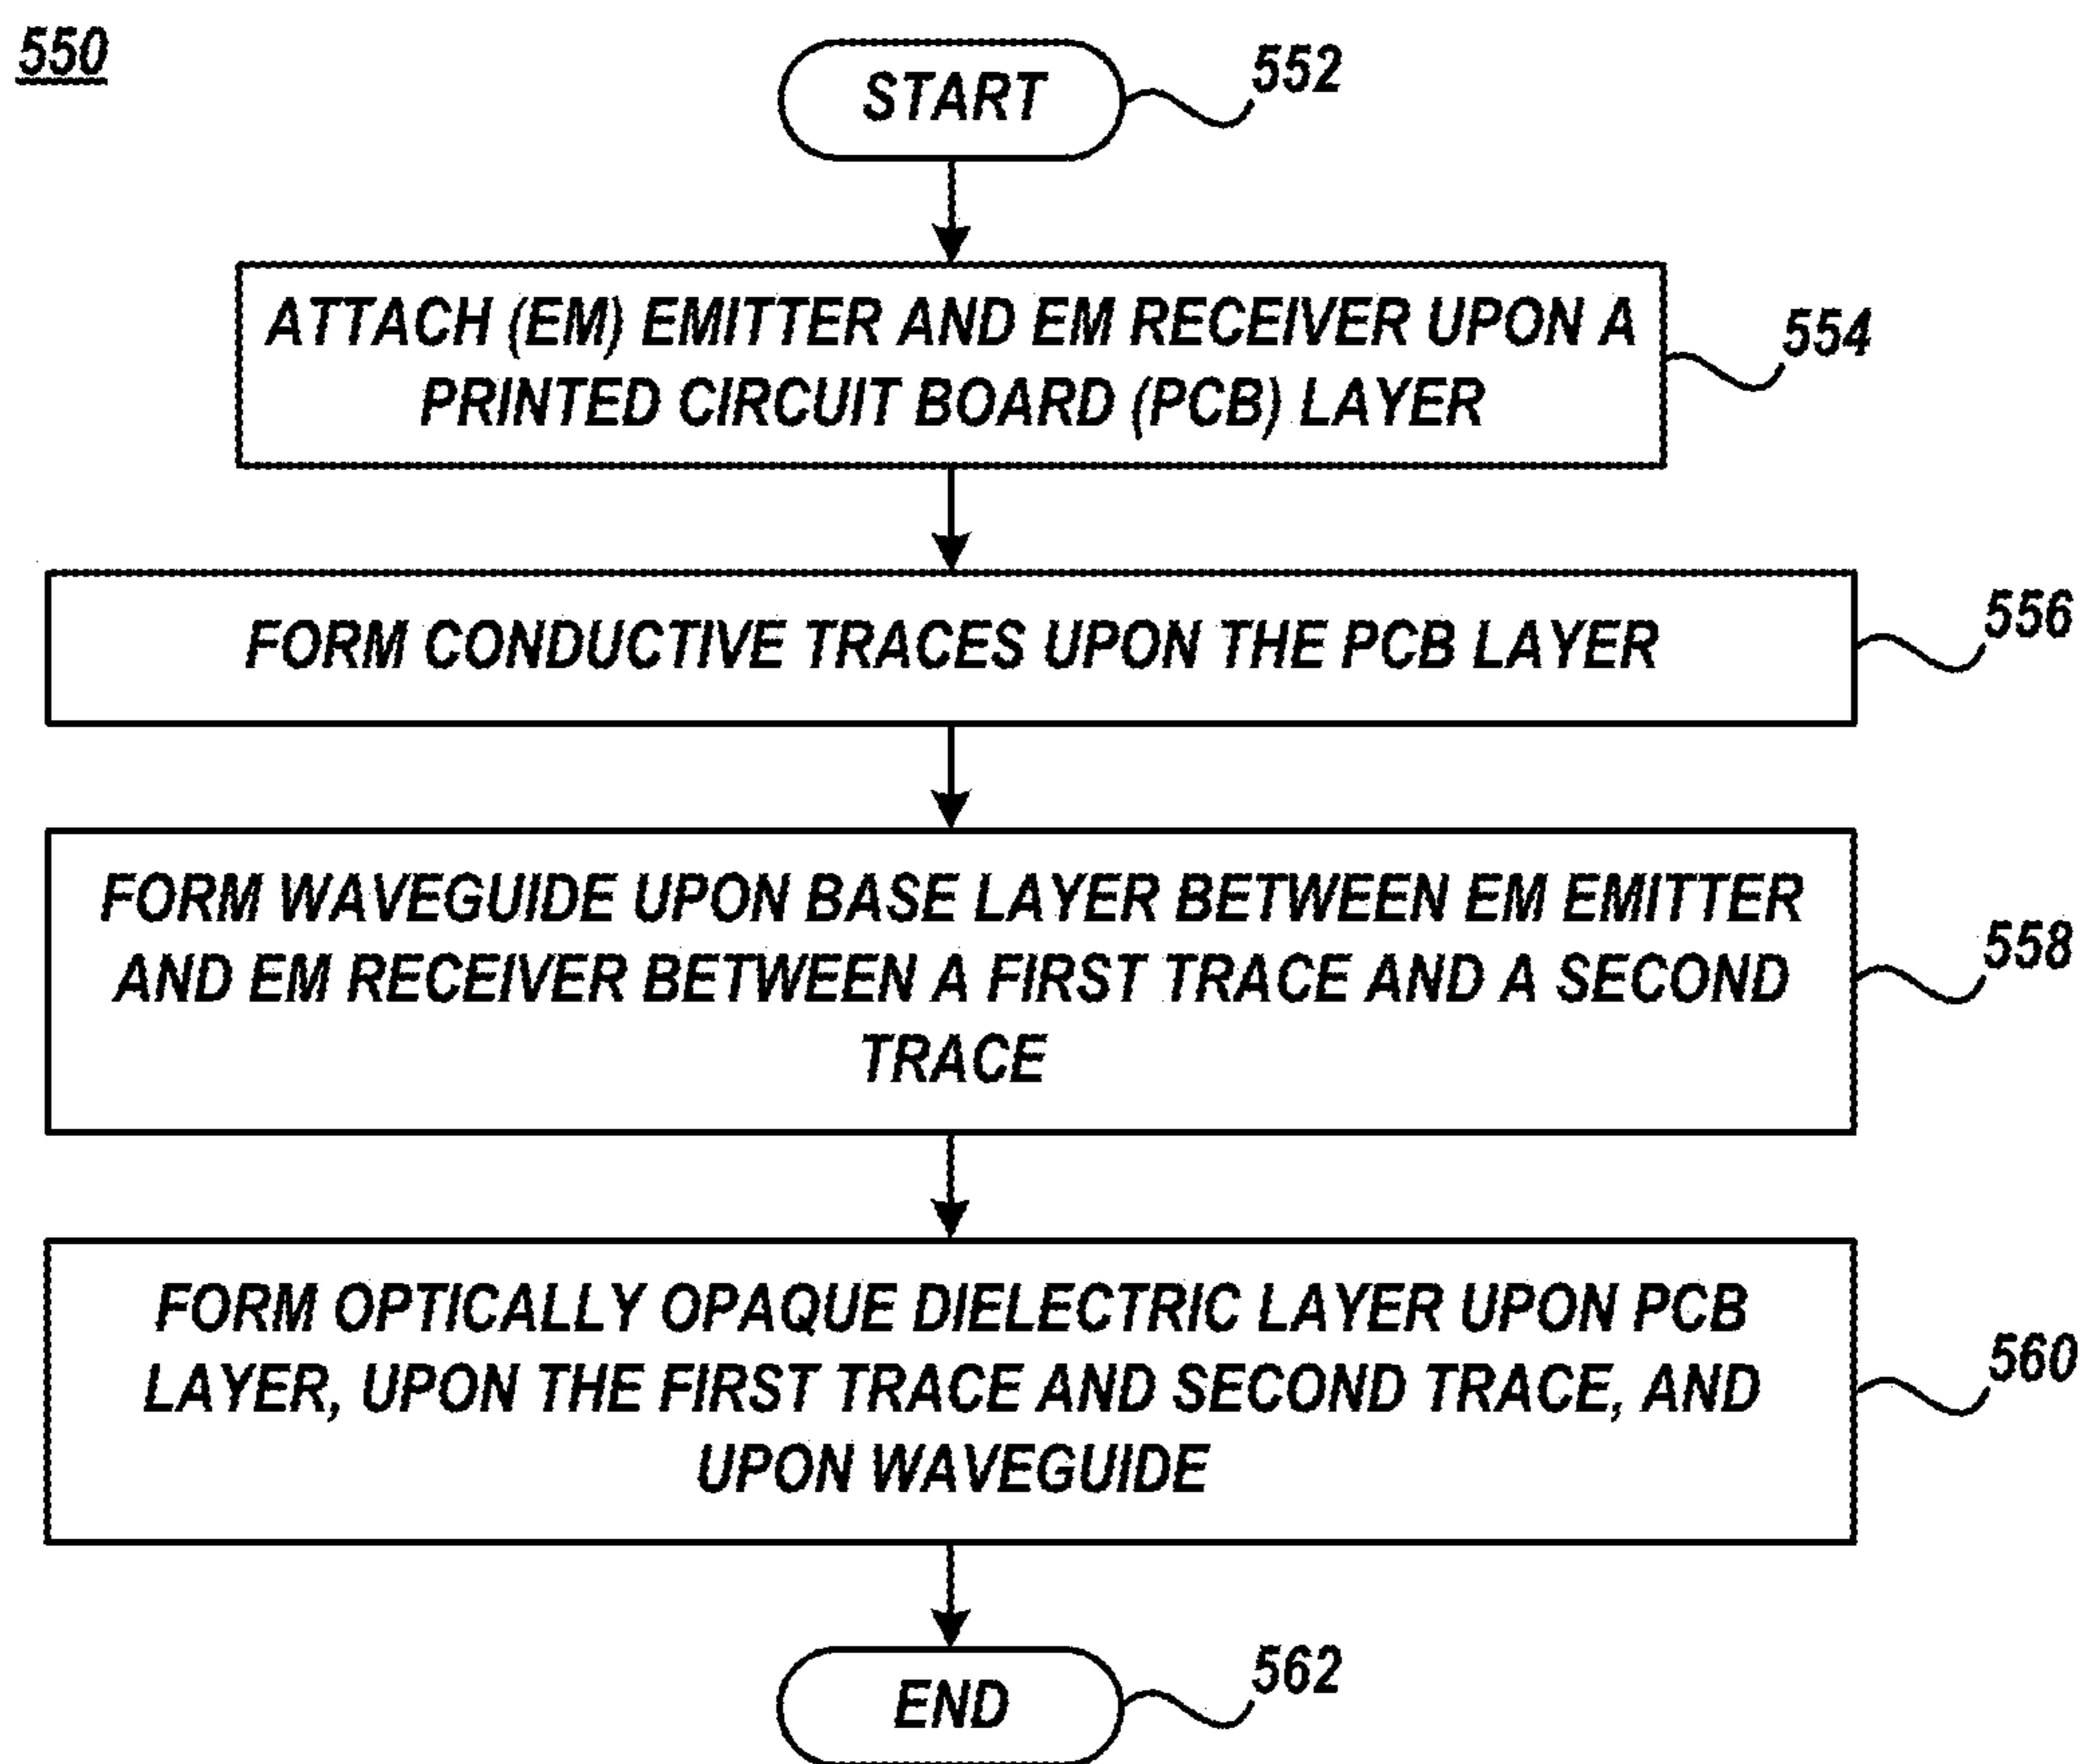 550
START
552
ATTACH (EM) EMITTER AND EM RECEIVER UPON A
PRINTED CIRCUIT BOARD (PCB) LAYER
554
FORM CONDUCTIVE TRACES UPON THE PCB LAYER
556
FORM WAVEGUIDE UPON BASE LAYER BETWEEN EM EMITTER
AND EM RECEIVER BETWEEN A FIRST TRACE AND A SECOND
TRACE
558
FORM OPTICALLY OPAQUE DIELECTRIC LAYER UPON PCB
LAYER, UPON THE FIRST TRACE AND SECOND TRACE, AND
UPON WAVEGUIDE
560
END
562